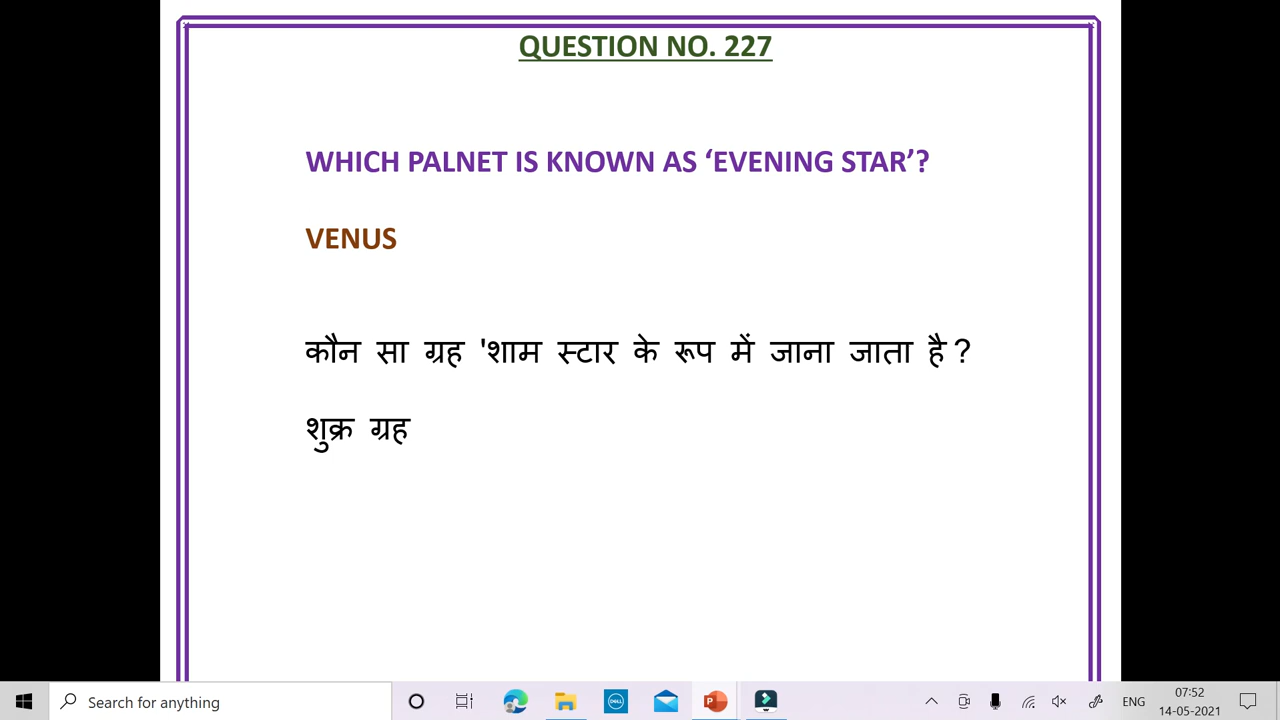 QUESTION NO. 227
WHICH PALNET IS KNOWN AS ‘EVENING STAR’?
VENUS
कौन सा ग्रह 'शाम स्टार के रूप में जाना जाता है ?
शुक्र ग्रह
Search for anything
DELL
P
ENG
07:52
14-05-2021